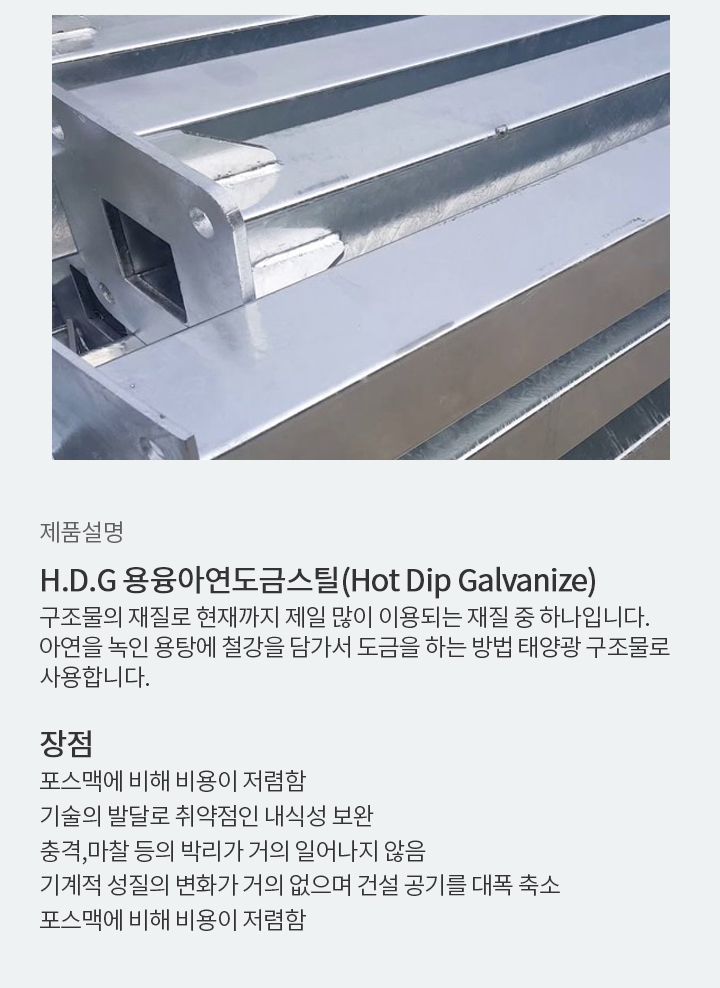 제품설명
H.D.G 용융아연도금스틸(Hot Dip Galvanize)
구조물의 재질로 현재까지 제일 많이 이용되는 재질 중 하나입니다.
아연을 녹인 용탕에 철강을 담가서 도금을 하는 방법 태양광 구조물로
사용합니다.
장점
포스맥에 비해 비용이 저렴함
기술의 발달로 취약점인 내식성 보완
충격,마찰 등의 박리가 거의 일어나지 않음
기계적 성질의 변화가 거의 없으며 건설 공기를 대폭 축소
포스맥에 비해 비용이 저렴함